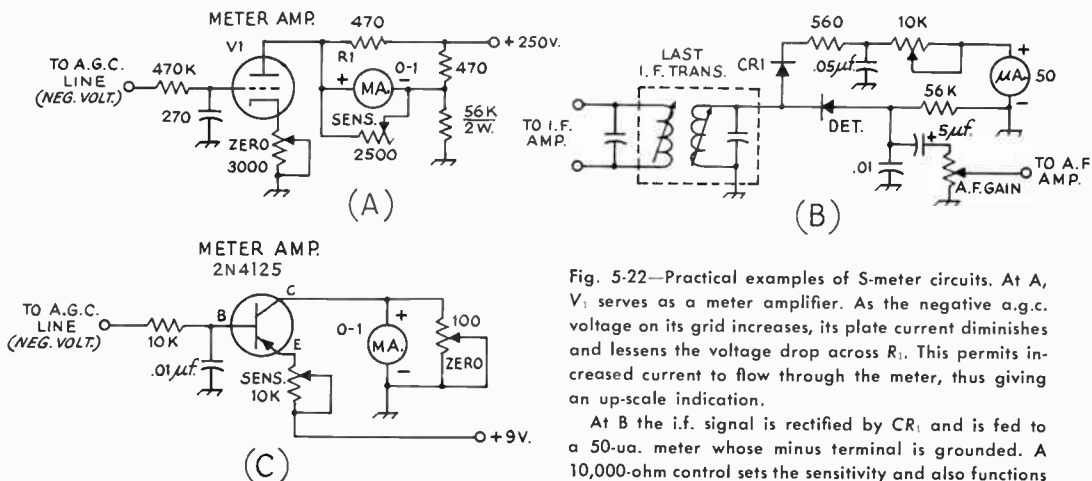 METER AMP.
V1
470
+250V.
TO A.G.C.
LINE
(NEG. VOLT.)
470K
R1
+
MA.
0-1
470
270
SENS.
2500
56K
2W.
ZERO
3000
(A)
LAST
I.F. TRANS.
CR1
560
10K
.05µf.
+
µA.
50
-
56K
TO I.F.
AMP.
DET.
+
5µf.
.01
A.F. GAIN
TO A.F.
AMP.
(B)
METER AMP.
2N4125
TO A.G.C.
LINE
(NEG. VOLT.)
10K
B
C
E
.01µf.
SENS.
10K
0-1
+
MA.
-
100
ZERO
+9V.
(C)
Fig. 5-22—Practical examples of S-meter circuits. At A,
V₁ serves as a meter amplifier. As the negative a.g.c.
voltage on its grid increases, its plate current diminishes
and lessens the voltage drop across R₁. This permits in-
creased current to flow through the meter, thus giving
an up-scale indication.
At B the i.f. signal is rectified by CR₁ and is fed to
a 50-ua. meter whose minus terminal is grounded. A
10,000-ohm control sets the sensitivity and also functions